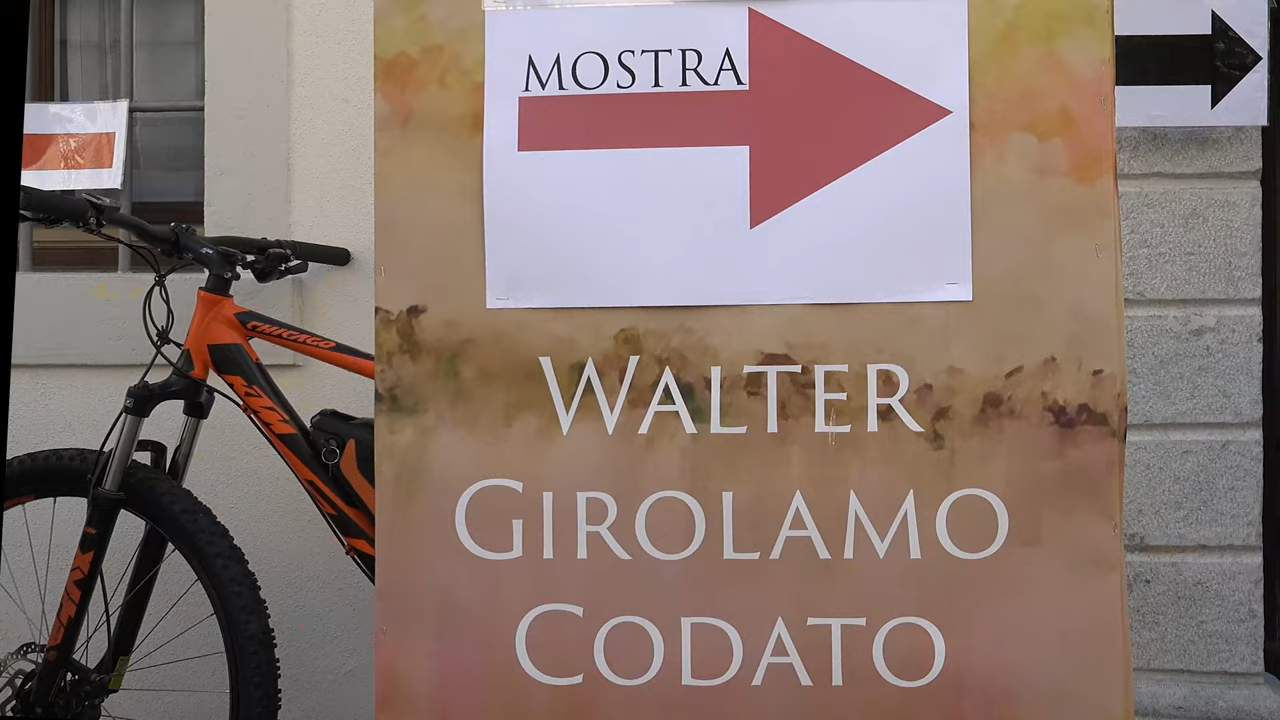 MOSTRA
WALTER
GIROLAMO
CODATO
CHICAGO
KTM